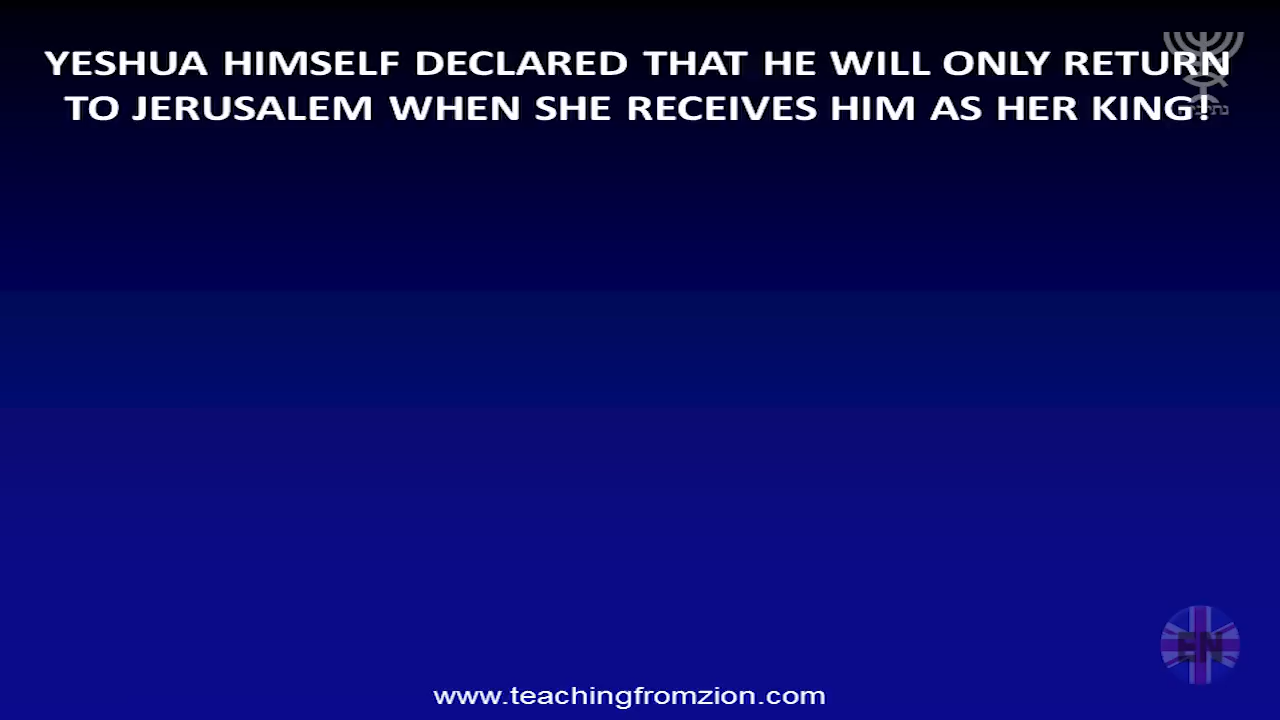 YESHUA HIMSELF DECLARED THAT HE WILL ONLY RETURN
TO JERUSALEM WHEN SHE RECEIVES HIM AS HER KING!
EN
www.teachingfromzion.com